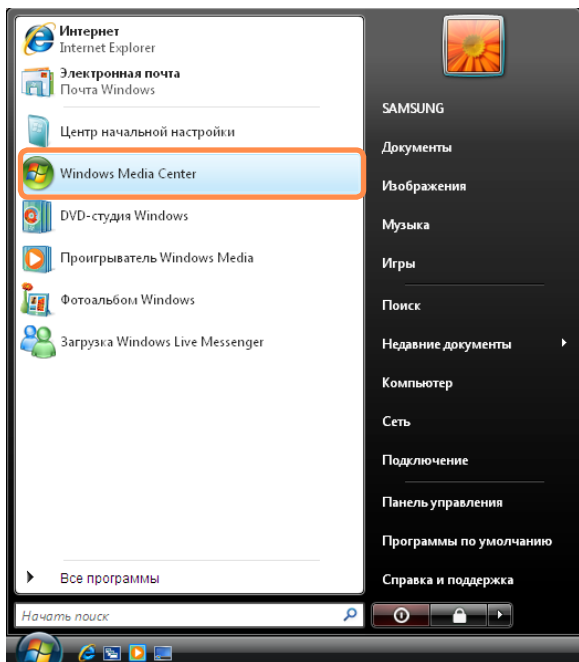 Интернет
Internet Explorer
Электронная почта
Почта Windows
Центр начальной настройки
Windows Media Center
DVD-студия Windows
Проигрыватель Windows Media
Фотоальбом Windows
Загрузка Windows Live Messenger
Все программы
Начать поиск
SAMSUNG
Документы
Изображения
Музыка
Игры
Поиск
Недавние документы
Компьютер
Сеть
Подключение
Панель управления
Программы по умолчанию
Справка и поддержка